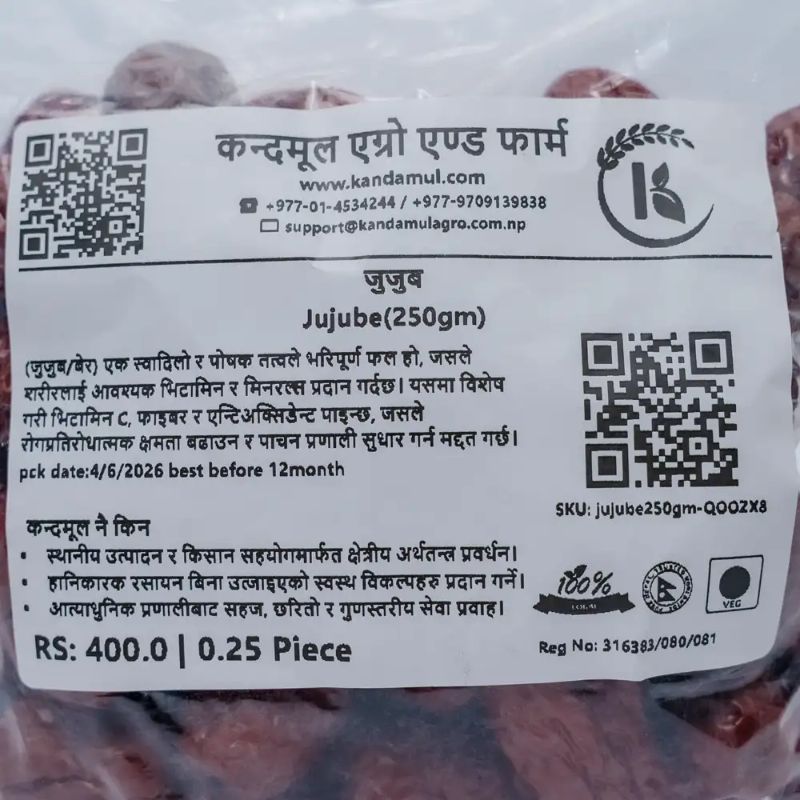 कन्दमूल एग्रो एण्ड फार्म
www.kandamul.com
+977-01-4534244 / +977-9709139838
support@kandamulagro.com.np
जुजुब
Jujube(250gm)
(जुजुब/बेर) एक स्वादिलो र पोषक तत्वले भरिपूर्ण फल हो, जसले
शरीरलाई आवश्यक भिटामिन र मिनरल्स प्रदान गर्दछ। यसमा विशेष
गरी भिटामिन C, फाइबर र एन्टिअक्सिडेन्ट पाइन्छ, जसले
रोगप्रतिरोधात्मक क्षमता बढाउन र पाचन प्रणाली सुधार गर्न मद्दत गर्छ।
pck date:4/6/2026 best before 12month
SKU: jujube250gm-QOOZX8
कन्दमूल नै किन
• स्थानीय उत्पादन र किसान सहयोगमार्फत क्षेत्रीय अर्थतन्त्र प्रवर्धन।
• हानिकारक रसायन बिना उत्जाइएको स्वस्थ विकल्पहरु प्रदान गर्ने।
• आत्याधुनिक प्रणालीबाट सहज, छरितो र गुणस्तरीय सेवा प्रवाह।
100%
VEG
RS: 400.0 | 0.25 Piece
Reg No: 316383/080/081